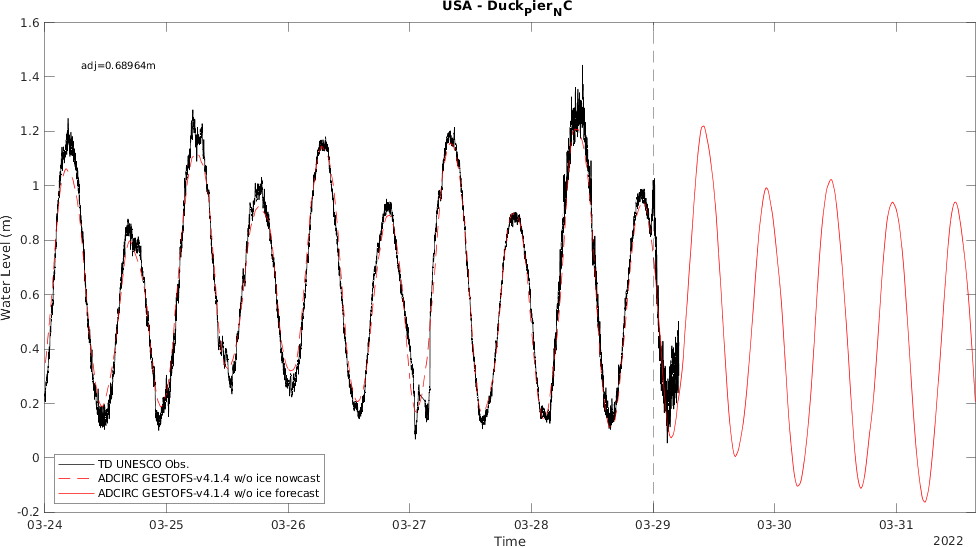 USA - Duck_Pier_NC
adj=0.68964m
1.6
1.4
1.2
1
0.8
0.6
0.4
0.2
0
-0.2
Water Level (m)
TD UNESCO Obs.
ADCIRC GESTOFS-v4.1.4 w/o ice nowcast
ADCIRC GESTOFS-v4.1.4 w/o ice forecast
03-24 03-25 03-26 03-27 03-28 03-29 03-30 03-31
Time
2022